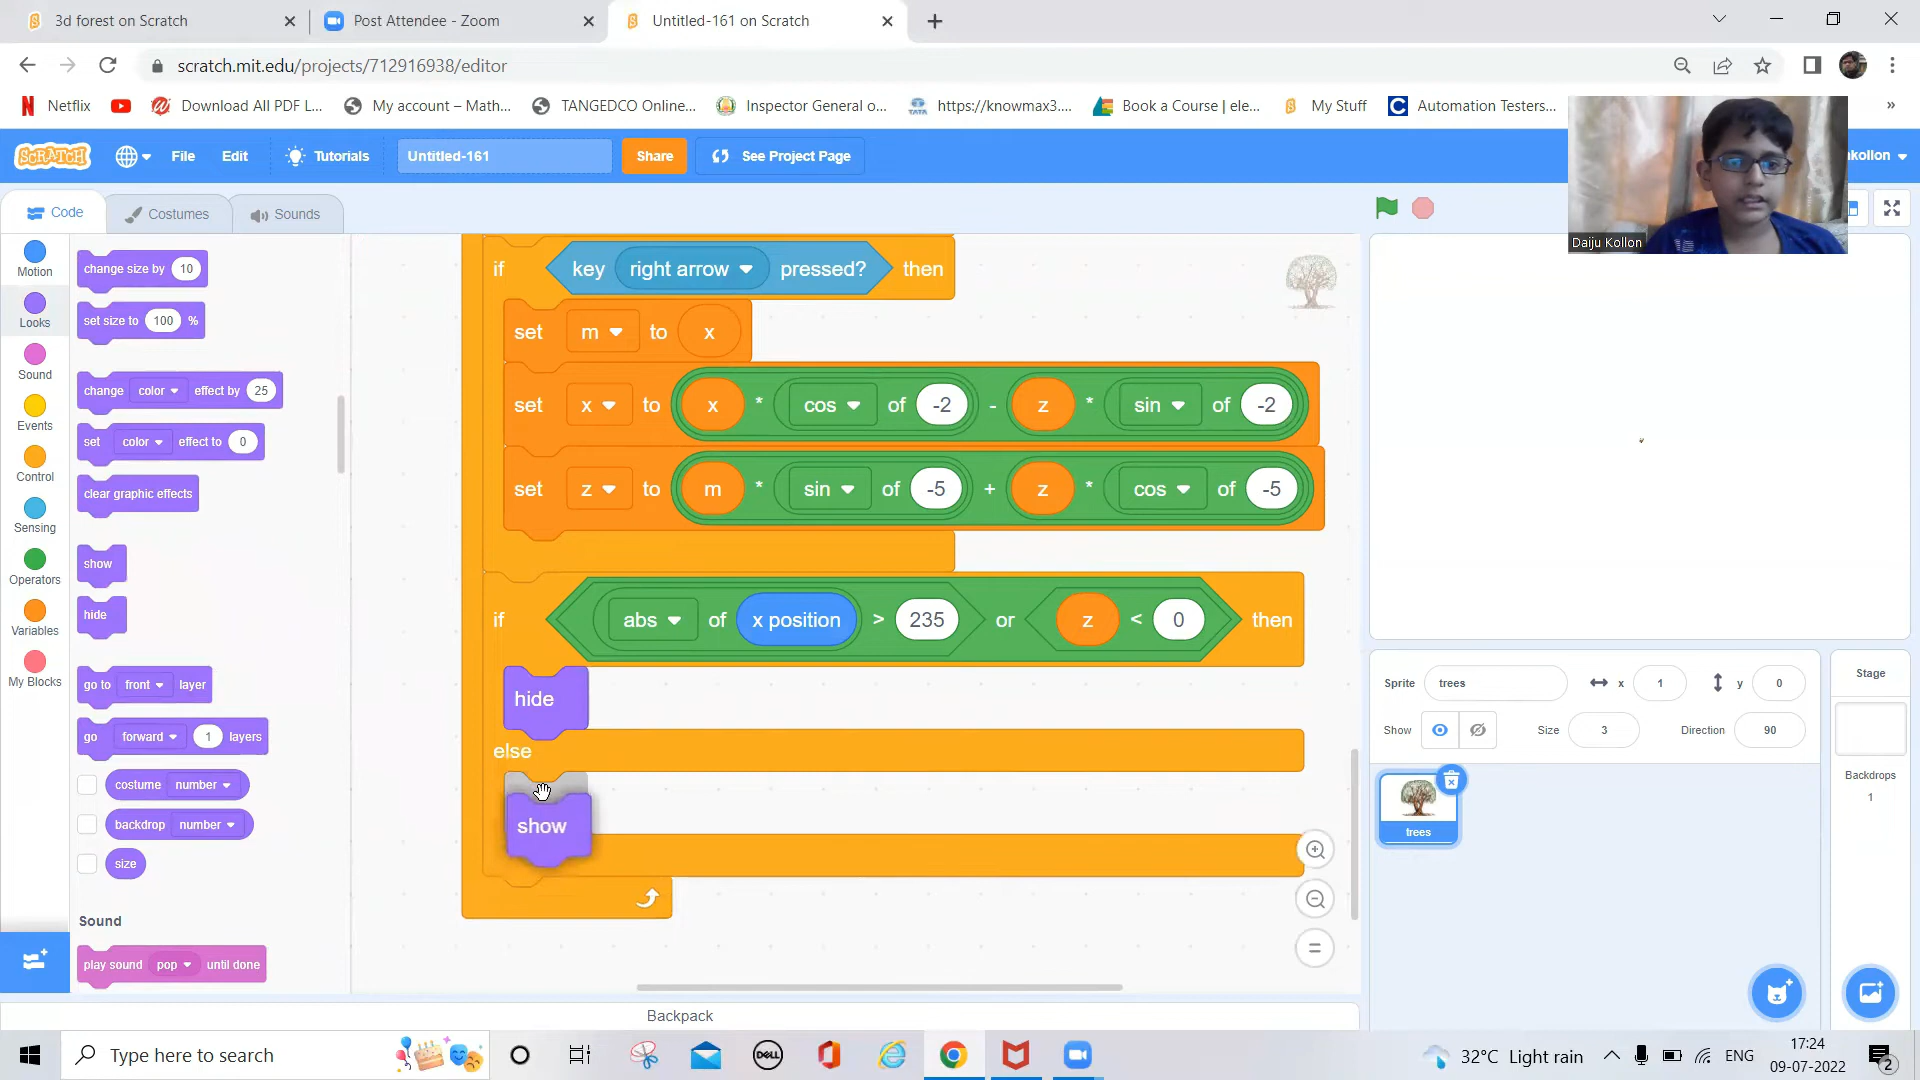 3d forest on Scratch
Post Attendee - Zoom
Untitled-161 on Scratch
scratch.mit.edu/projects/712916938/editor
Netflix
Download All PDF L...
My account – Math...
TANGEDCO Online...
Inspector General o...
https://knowmax3....
Book a Course | ele...
My Stuff
Automation Testers...
SCRATCH
File
Edit
Tutorials
Untitled-161
Share
See Project Page
kollon
Code
Costumes
Sounds
Daiju Kollon
Motion
Looks
Sound
Events
Control
Sensing
Operators
Variables
My Blocks
change size by 10
set size to 100 %
change color effect by 25
set color effect to 0
clear graphic effects
show
hide
go to front layer
go forward 1 layers
costume number
backdrop number
size
Sound
play sound pop until done
if key right arrow pressed? then
set m to x
set x to x * cos of -2 - z * sin of -2
set z to m * sin of -5 + z * cos of -5
if abs of x position > 235 or z < 0 then
hide
else
show
Sprite trees x 1 y 0
Show Size 3 Direction 90
trees
Stage
Backdrops
1
Backpack
Type here to search
DELL
32°C Light rain
ENG
17:24
09-07-2022
2